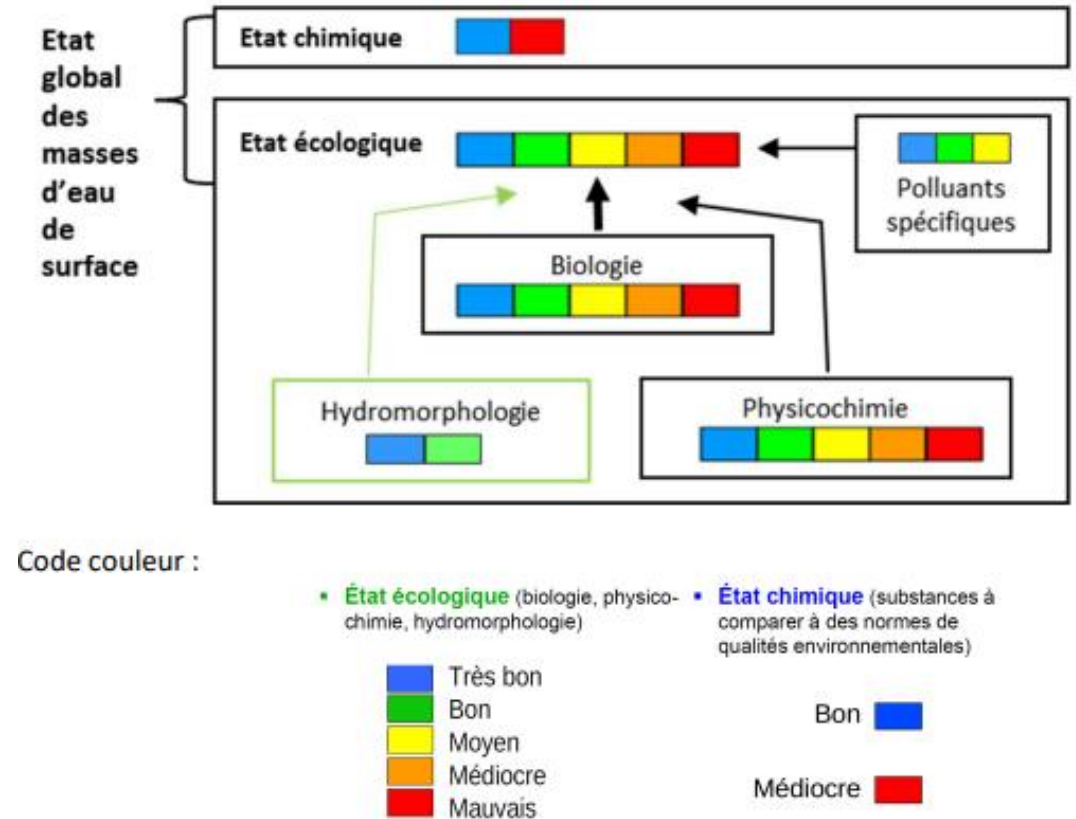 Etat
global
des
masses
d'eau
de
surface
Etat chimique
Etat écologique
Polluants
spécifiques
Biologie
Hydromorphologie
Physicochimie
Code couleur :
▪ État écologique (biologie, physico-
chimie, hydromorphologie)
Très bon
Bon
Moyen
Médiocre
Mauvais
▪ État chimique (substances à
comparer à des normes de
qualités environnementales)
Bon
Médiocre